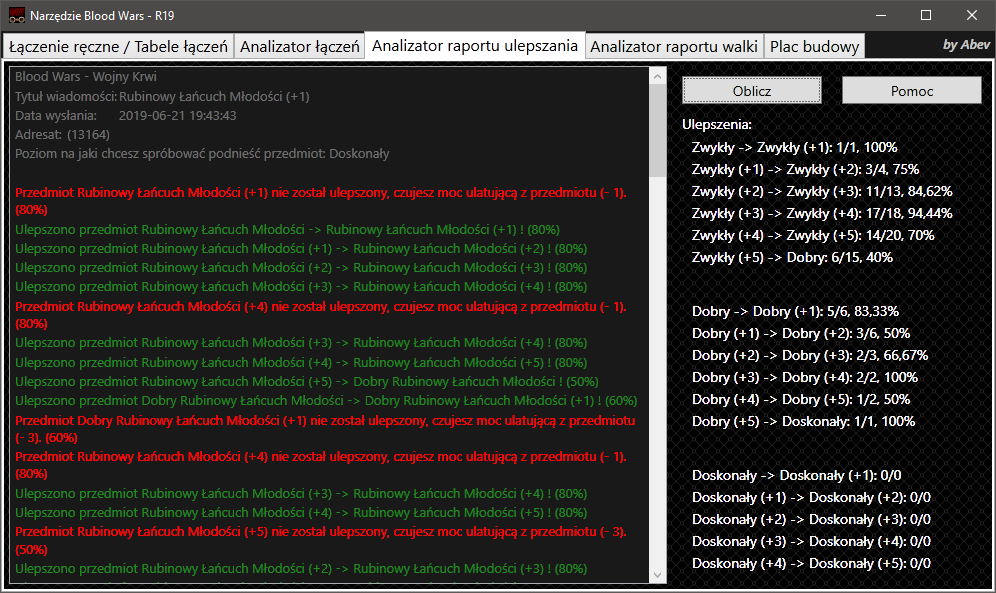 Narzędzie Blood Wars - R19
Łączenie ręczne / Tabele łączeń
Analizator łączeń
Analizator raportu ulepszania
Analizator raportu walki
Plac budowy
by Abev
Blood Wars - Wojny Krwi
Tytuł wiadomości: Rubinowy Łańcuch Młodości (+1)
Data wysłania: 2019-06-21 19:43:43
Adresat: (13164)
Poziom na jaki chcesz spróbować podnieść przedmiot: Doskonały
Przedmiot Rubinowy Łańcuch Młodości (+1) nie został ulepszony, czujesz moc ulatującą z przedmiotu (- 1).
(80%)
Ulepszono przedmiot Rubinowy Łańcuch Młodości -> Rubinowy Łańcuch Młodości (+1) ! (80%)
Ulepszono przedmiot Rubinowy Łańcuch Młodości (+1) -> Rubinowy Łańcuch Młodości (+2) ! (80%)
Ulepszono przedmiot Rubinowy Łańcuch Młodości (+2) -> Rubinowy Łańcuch Młodości (+3) ! (80%)
Ulepszono przedmiot Rubinowy Łańcuch Młodości (+3) -> Rubinowy Łańcuch Młodości (+4) ! (80%)
Przedmiot Rubinowy Łańcuch Młodości (+4) nie został ulepszony, czujesz moc ulatującą z przedmiotu (- 1).
(80%)
Ulepszono przedmiot Rubinowy Łańcuch Młodości (+3) -> Rubinowy Łańcuch Młodości (+4) ! (80%)
Ulepszono przedmiot Rubinowy Łańcuch Młodości (+4) -> Rubinowy Łańcuch Młodości (+5) ! (80%)
Ulepszono przedmiot Rubinowy Łańcuch Młodości (+5) -> Dobry Rubinowy Łańcuch Młodości ! (50%)
Ulepszono przedmiot Dobry Rubinowy Łańcuch Młodości -> Dobry Rubinowy Łańcuch Młodości (+1) ! (60%)
Przedmiot Dobry Rubinowy Łańcuch Młodości (+1) nie został ulepszony, czujesz moc ulatującą z przedmiotu
(- 3). (60%)
Przedmiot Rubinowy Łańcuch Młodości (+4) nie został ulepszony, czujesz moc ulatującą z przedmiotu (- 1).
(80%)
Ulepszono przedmiot Rubinowy Łańcuch Młodości (+3) -> Rubinowy Łańcuch Młodości (+4) ! (80%)
Ulepszono przedmiot Rubinowy Łańcuch Młodości (+4) -> Rubinowy Łańcuch Młodości (+5) ! (80%)
Przedmiot Rubinowy Łańcuch Młodości (+5) nie został ulepszony, czujesz moc ulatującą z przedmiotu (- 3).
(50%)
Ulepszono przedmiot Rubinowy Łańcuch Młodości (+2) -> Rubinowy Łańcuch Młodości (+3) ! (80%)
Oblicz
Pomoc
Ulepszenia:
Zwykły -> Zwykły (+1): 1/1, 100%
Zwykły (+1) -> Zwykły (+2): 3/4, 75%
Zwykły (+2) -> Zwykły (+3): 11/13, 84,62%
Zwykły (+3) -> Zwykły (+4): 17/18, 94,44%
Zwykły (+4) -> Zwykły (+5): 14/20, 70%
Zwykły (+5) -> Dobry: 6/15, 40%
Dobry -> Dobry (+1): 5/6, 83,33%
Dobry (+1) -> Dobry (+2): 3/6, 50%
Dobry (+2) -> Dobry (+3): 2/3, 66,67%
Dobry (+3) -> Dobry (+4): 2/2, 100%
Dobry (+4) -> Dobry (+5): 1/2, 50%
Dobry (+5) -> Doskonały: 1/1, 100%
Doskonały -> Doskonały (+1): 0/0
Doskonały (+1) -> Doskonały (+2): 0/0
Doskonały (+2) -> Doskonały (+3): 0/0
Doskonały (+3) -> Doskonały (+4): 0/0
Doskonały (+4) -> Doskonały (+5): 0/0